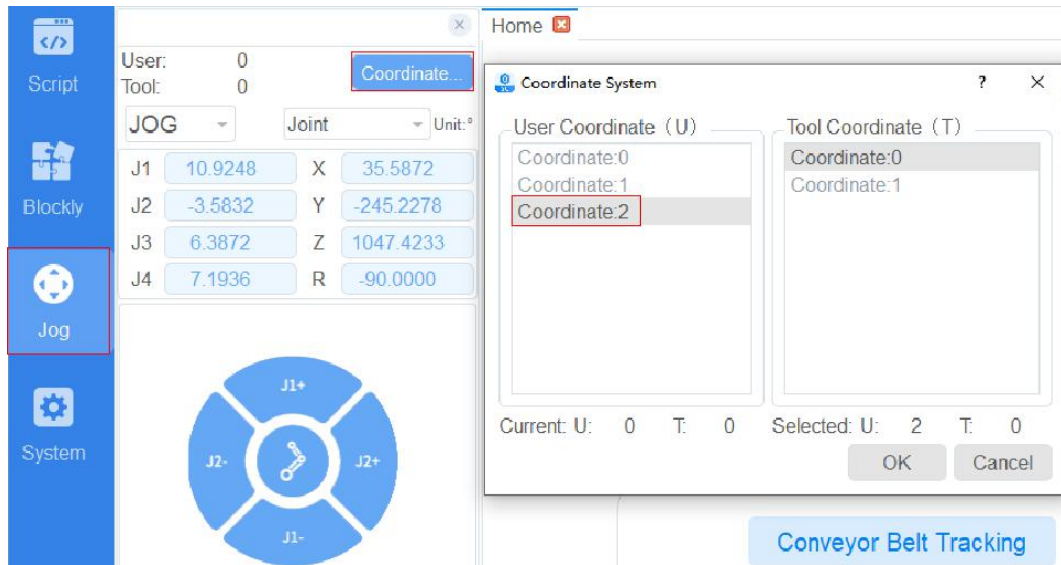 Script
Blockly
Jog
System
User: 0
Tool: 0
Coordinate...
JOG Joint Unit:°
J1 10.9248 X 35.5872
J2 -3.5832 Y -245.2278
J3 6.3872 Z 1047.4233
J4 7.1936 R -90.0000
J1+
J2- J2+
J1-
Home
Coordinate System ?
User Coordinate (U)
Coordinate:0
Coordinate:1
Coordinate:2
Tool Coordinate (T)
Coordinate:0
Coordinate:1
Current: U: 0 T: 0 Selected: U: 2 T: 0
OK Cancel
Conveyor Belt Tracking